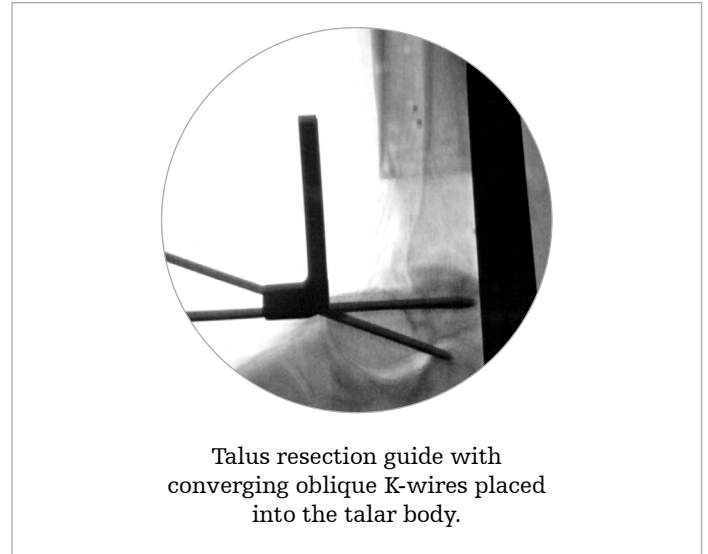 Talus resection guide with
converging oblique K-wires placed
into the talar body.